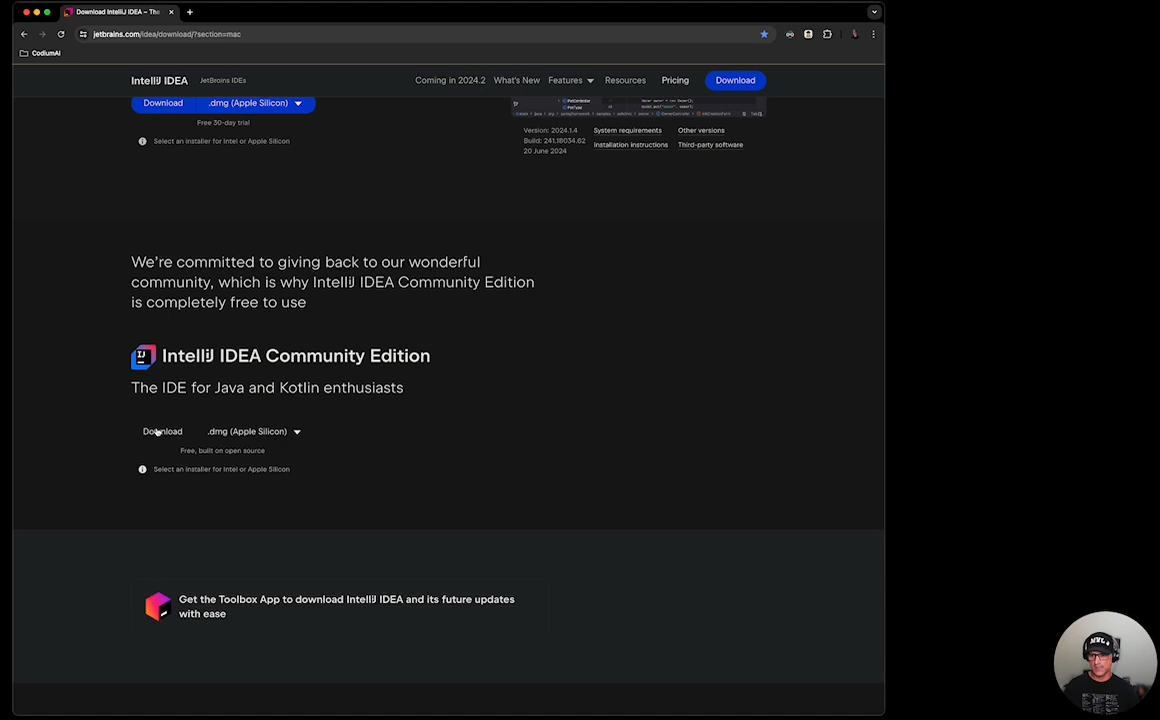 Download IntelliJ IDEA – The
jetbrains.com/idea/download/?section=mac
CodiumAI
IntelliJ IDEA
JetBrains IDEs
Coming in 2024.2
What's New
Features
Resources
Pricing
Download
Download
.dmg (Apple Silicon)
Free 30-day trial
Select an installer for Intel or Apple Silicon
Version: 2024.1.4
Build: 241.18034.62
20 June 2024
System requirements
Installation Instructions
Other versions
Third-party software
We're committed to giving back to our wonderful
community, which is why IntelliJ IDEA Community Edition
is completely free to use
IJ
IntelliJ IDEA Community Edition
The IDE for Java and Kotlin enthusiasts
Download
.dmg (Apple Silicon)
Free, built on open source
Select an installer for Intel or Apple Silicon
Get the Toolbox App to download IntelliJ IDEA and its future updates
with ease